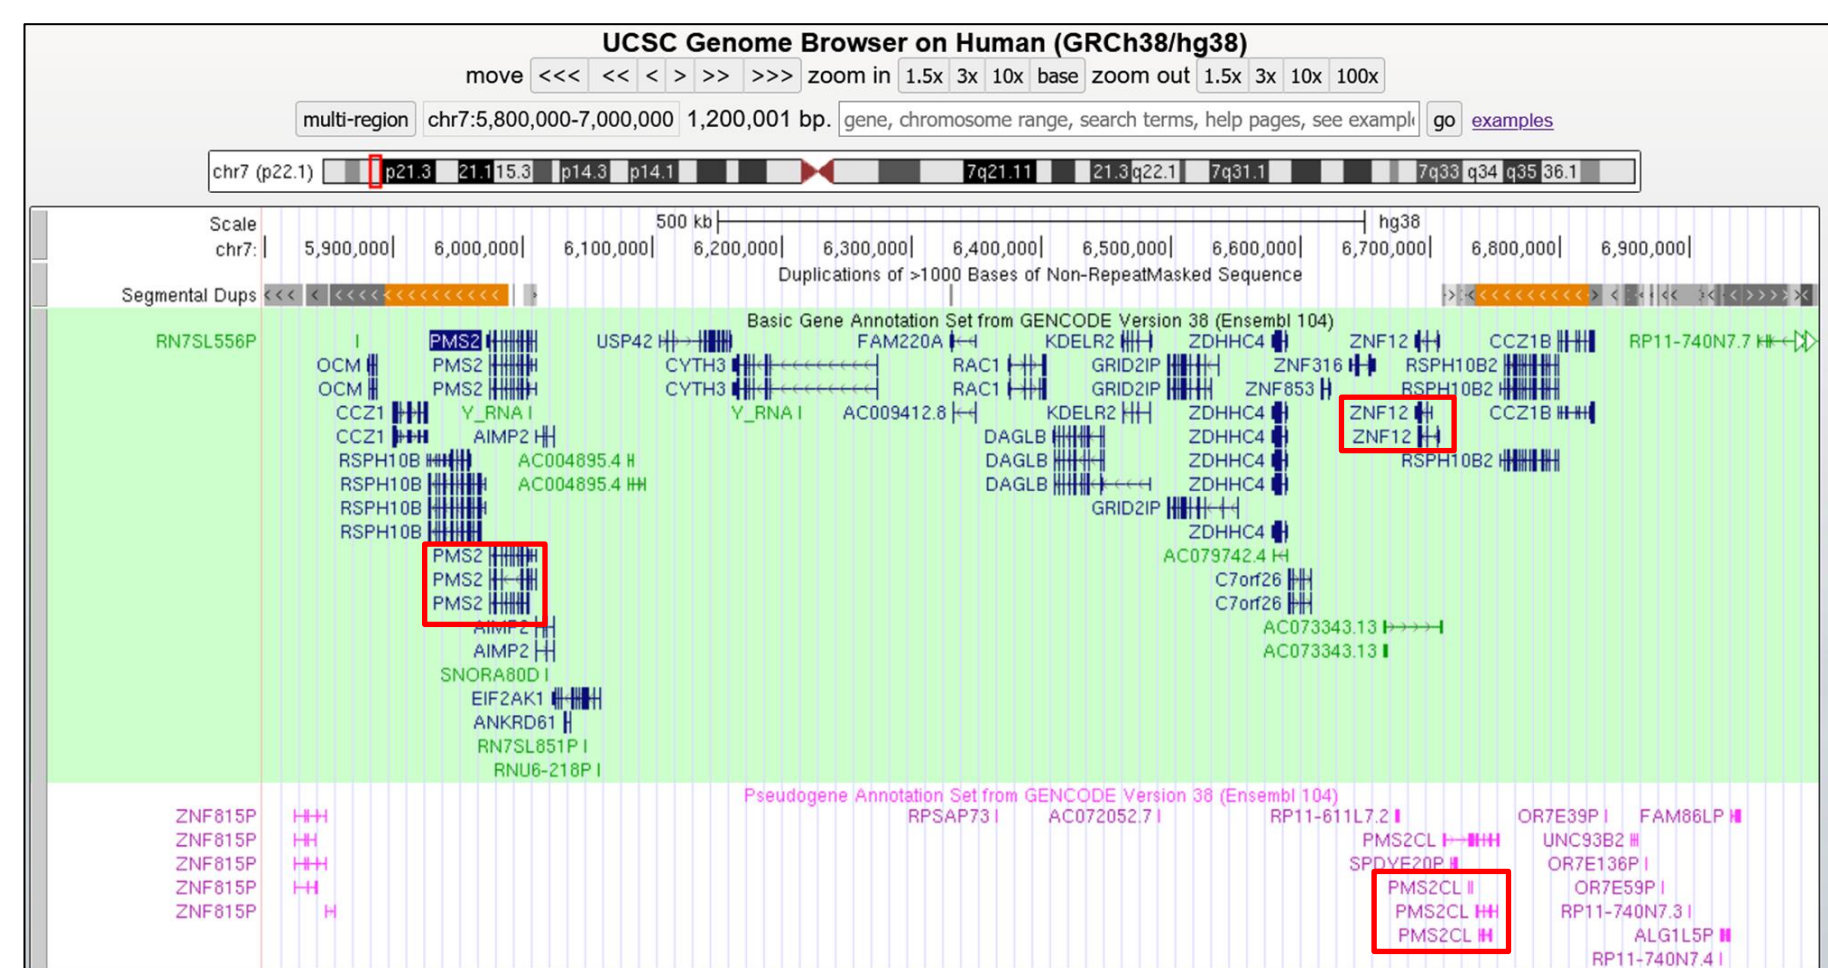 UCSC Genome Browser on Human (GRCh38/hg38)
move <<< << < > >> >>> zoom in 1.5x 3x 10x base zoom out 1.5x 3x 10x 100x
multi-region chr7:5,800,000-7,000,000 1,200,001 bp. gene, chromosome range, search terms, help pages, see exampl go examples
chr7 (p22.1) p21.3 21.1 15.3 p14.3 p14.1 7q21.11 21.3 q22.1 7q31.1 7q33 q34 q35 36.1
Scale 500 kb hg38
chr7: 5,900,000 6,000,000 6,100,000 6,200,000 6,300,000 6,400,000 6,500,000 6,600,000 6,700,000 6,800,000 6,900,000
Duplications of >1000 Bases of Non-RepeatMasked Sequence
Segmental Dups
Basic Gene Annotation Set from GENCODE Version 38 (Ensembl 104)
RN7SL556P PMS2 USP42 FAM220A KDELR2 ZDHHC4 ZNF12 CCZ1B RP11-740N7.7
OCM PMS2 CYTH3 RAC1 GRID2IP ZNF316 RSPH10B2
OCM PMS2 CYTH3 RAC1 GRID2IP ZNF853 RSPH10B2
CCZ1 Y_RNA Y_RNA AC009412.8 KDELR2 ZDHHC4 ZNF12 CCZ1B
CCZ1 AIMP2 DAGLB ZDHHC4 ZNF12
RSPH10B AC004895.4 DAGLB ZDHHC4 RSPH10B2
RSPH10B AC004895.4 DAGLB ZDHHC4
RSPH10B GRID2IP
RSPH10B ZDHHC4
PMS2 AC079742.4
PMS2 C7orf26
PMS2 C7orf26
AIMP2 AC073343.13
AIMP2 AC073343.13
SNORA80D
EIF2AK1
ANKRD61
RN7SL851P
RNU6-218P
Pseudogene Annotation Set from GENCODE Version 38 (Ensembl 104)
ZNF815P RPSAP73 AC072052.7 RP11-611L7.2 OR7E39P FAM86LP
ZNF815P PMS2CL UNC93B2
ZNF815P SPDYE20P OR7E136P
ZNF815P PMS2CL OR7E59P
ZNF815P PMS2CL RP11-740N7.3
PMS2CL ALG1L5P
RP11-740N7.4